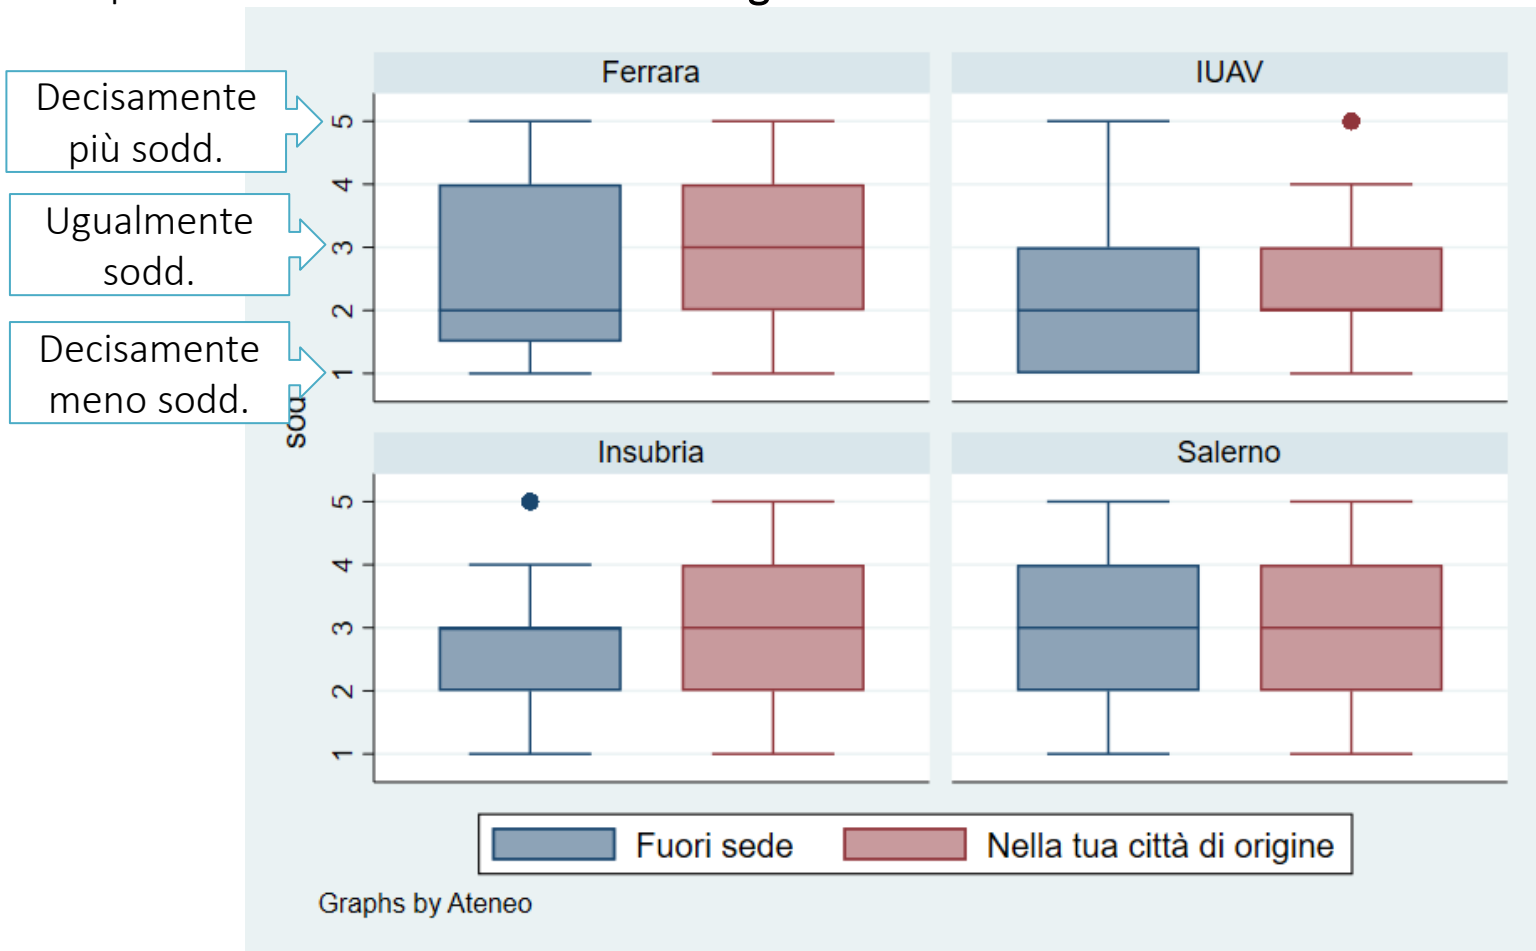 Decisamente
più sodd.
Ugualmente
sodd.
Decisamente
meno sodd.
Ferrara
IUAV
5
4
3
2
1
Insubria
Salerno
5
4
3
2
1
Fuori sede
Nella tua città di origine
Graphs by Ateneo